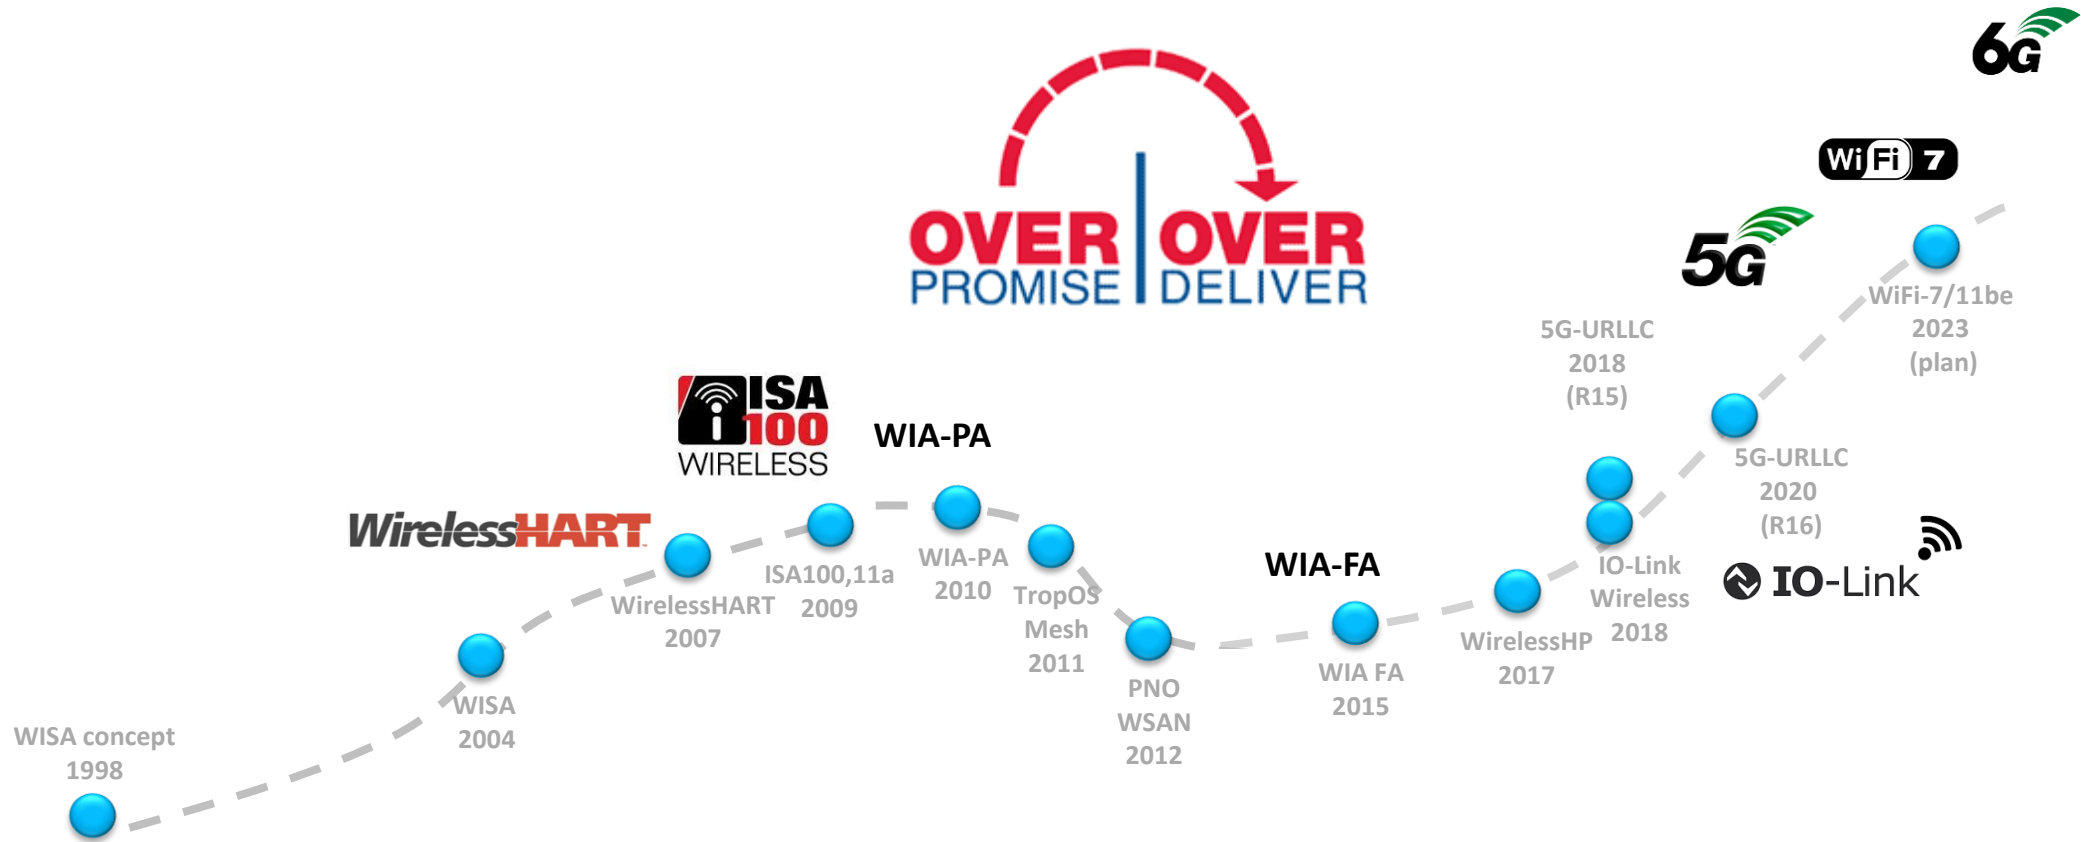 6G
WiFi 7
5G
OVER OVER
PROMISE DELIVER
WiFi-7/11be
2023
(plan)
5G-URLLC
2018
(R15)
ISA
100
WIRELESS
WIA-PA
5G-URLLC
2020
(R16)
WirelessHART
ISA100,11a
2009
WIA-PA
2010
WIA-FA
IO-Link
WirelessHART
2007
TropOS
Mesh
2011
IO-Link
Wireless
2018
WirelessHP
2017
WISA
2004
PNO
WSAN
2012
WIA FA
2015
WISA concept
1998